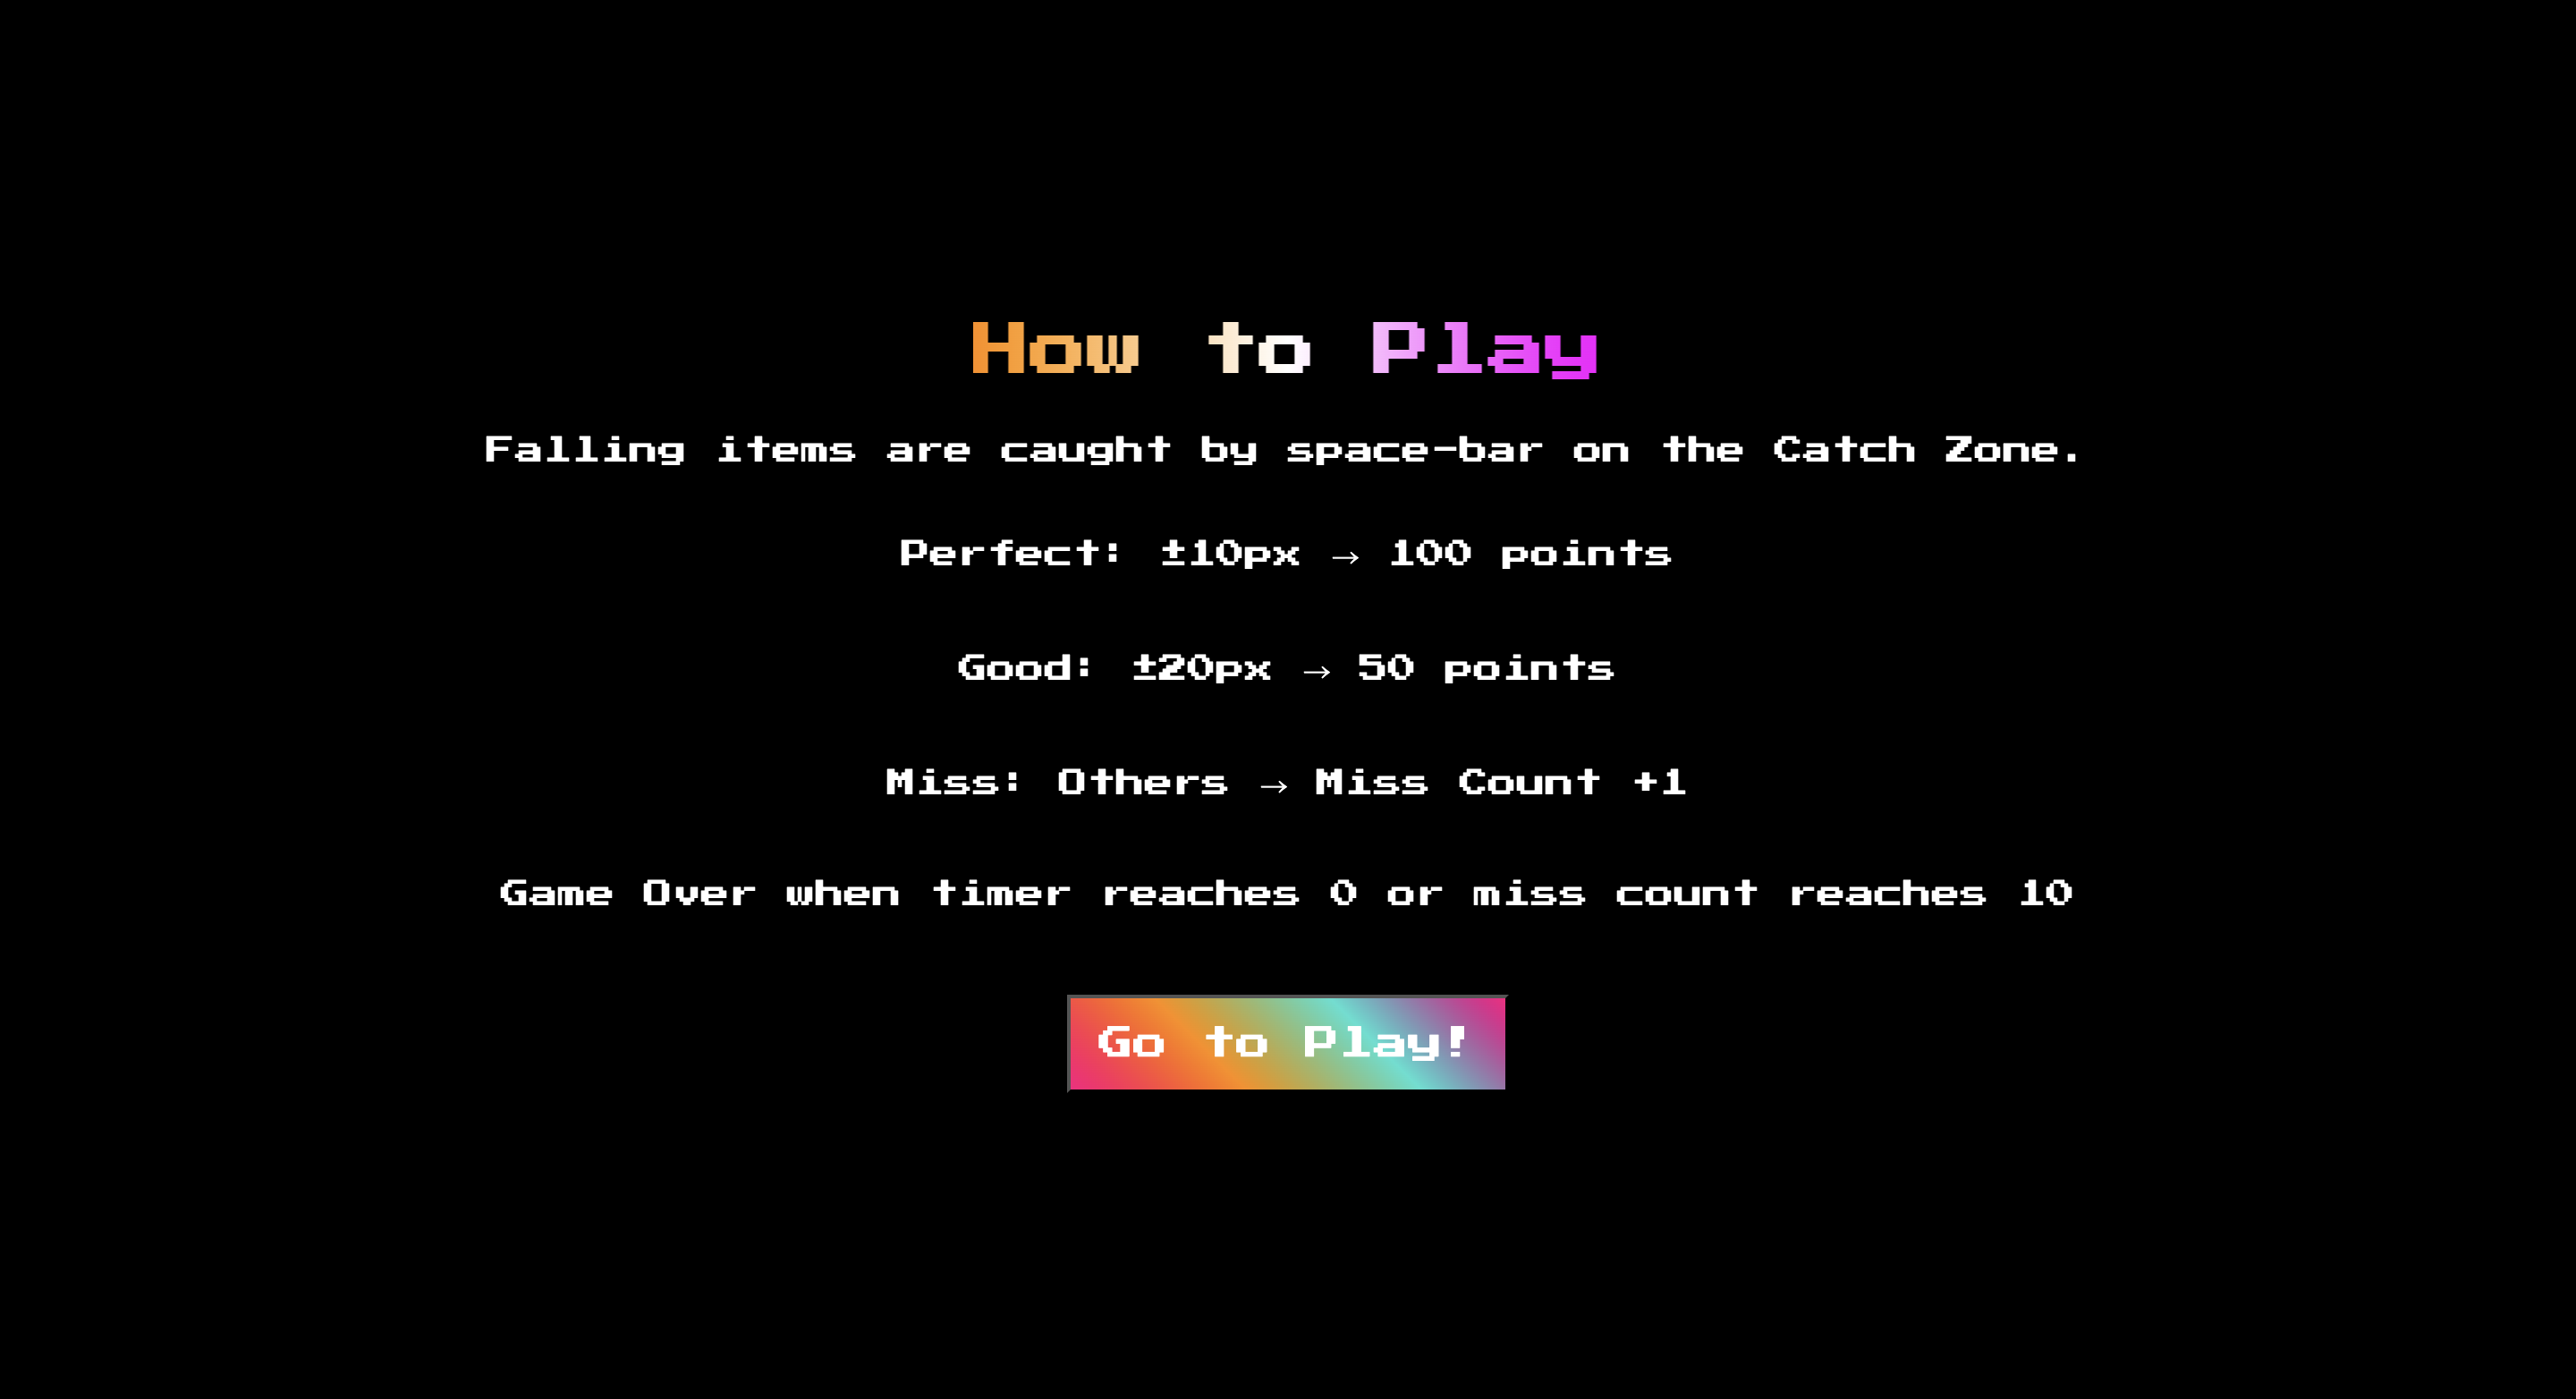 How to Play
Falling items are caught by space-bar on the Catch Zone.
Perfect: ±10px → 100 points
Good: ±20px → 50 points
Miss: Others → Miss Count +1
Game Over when timer reaches 0 or miss count reaches 10
Go to Play!